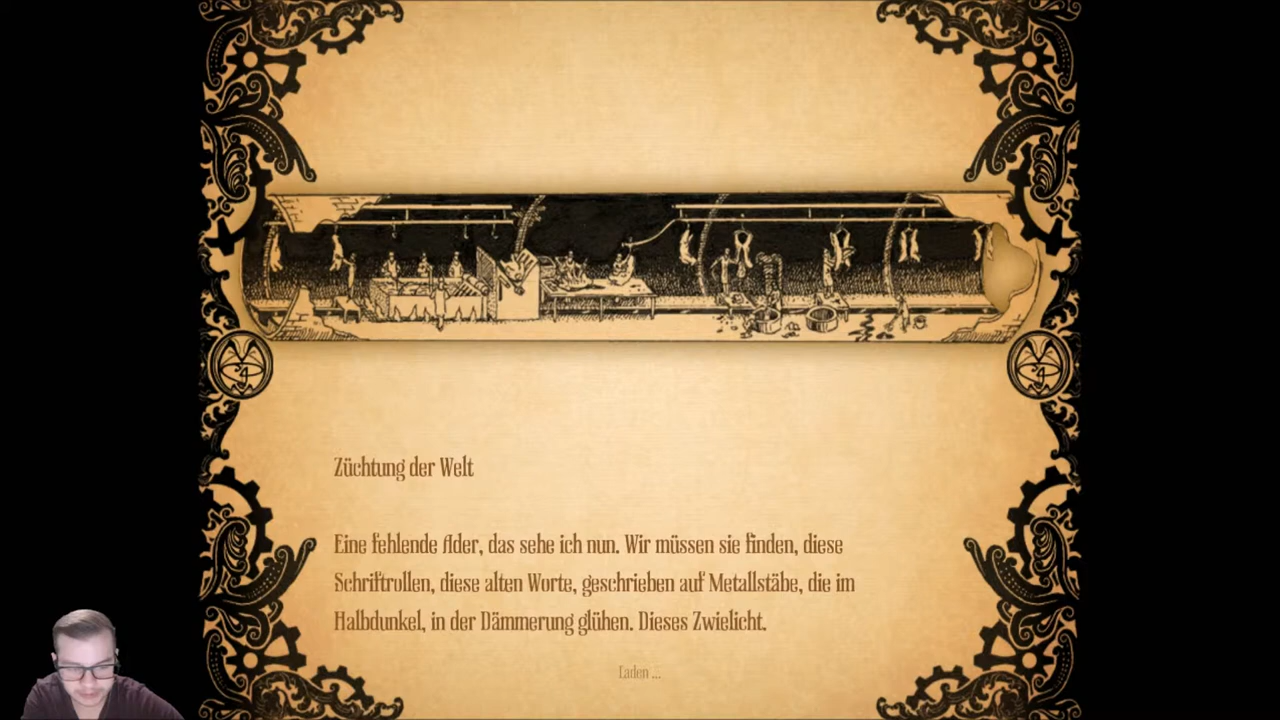 Züchtung der Welt
Eine fehlende Ader, das sehe ich nun. Wir müssen sie finden, diese
Schriftrollen, diese alten Worte, geschrieben auf Metallstäbe, die im
Halbdunkel, in der Dämmerung glühen. Dieses Zwielicht.
Laden ...